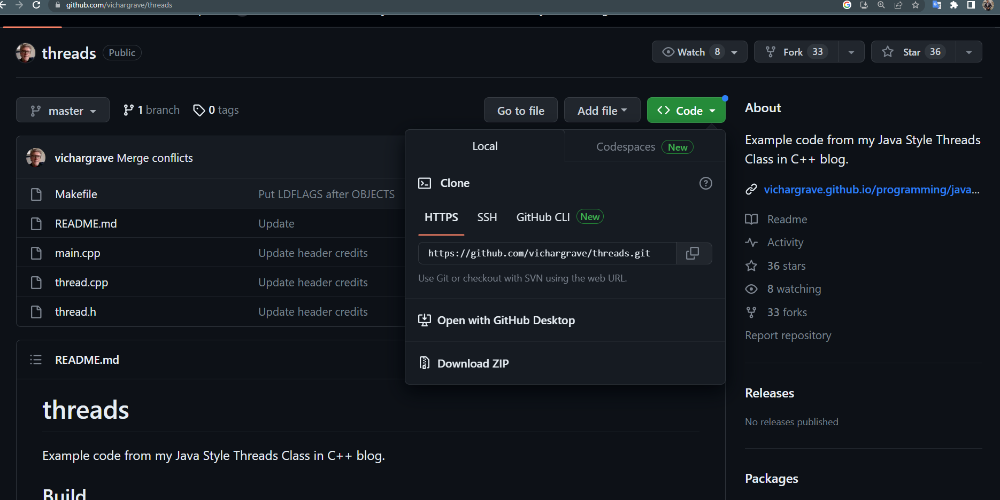 github.com/vichargrave/threads
threads Public
Watch 8
Fork 33
Star 36
master
1 branch
0 tags
Go to file
Add file
Code
Local
Codespaces New
Clone
HTTPS
SSH
GitHub CLI New
https://github.com/vichargrave/threads.git
Use Git or checkout with SVN using the web URL.
Open with GitHub Desktop
Download ZIP
vichargrave Merge conflicts
Makefile Put LDFLAGS after OBJECTS
README.md Update
main.cpp Update header credits
thread.cpp Update header credits
thread.h Update header credits
README.md
threads
Example code from my Java Style Threads Class in C++ blog.
Build
About
Example code from my Java Style Threads
Class in C++ blog.
vichargrave.github.io/programming/java...
Readme
Activity
36 stars
8 watching
33 forks
Report repository
Releases
No releases published
Packages